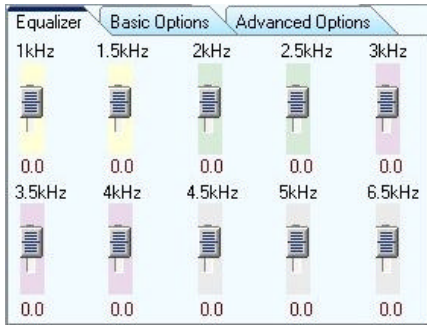 Equalizer Basic Options Advanced Options
1kHz 1.5kHz 2kHz 2.5kHz 3kHz
0.0 0.0 0.0 0.0 0.0
3.5kHz 4kHz 4.5kHz 5kHz 6.5kHz
0.0 0.0 0.0 0.0 0.0